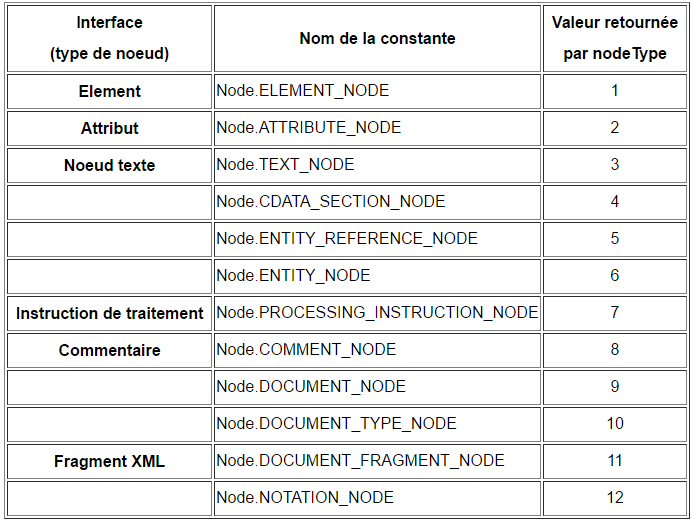 Interface
(type de noeud)
Nom de la constante
Valeur retournée
par nodeType
Element Node.ELEMENT_NODE 1
Attribut Node.ATTRIBUTE_NODE 2
Noeud texte Node.TEXT_NODE 3
Node.CDATA_SECTION_NODE 4
Node.ENTITY_REFERENCE_NODE 5
Node.ENTITY_NODE 6
Instruction de traitement Node.PROCESSING_INSTRUCTION_NODE 7
Commentaire Node.COMMENT_NODE 8
Node.DOCUMENT_NODE 9
Node.DOCUMENT_TYPE_NODE 10
Fragment XML Node.DOCUMENT_FRAGMENT_NODE 11
Node.NOTATION_NODE 12